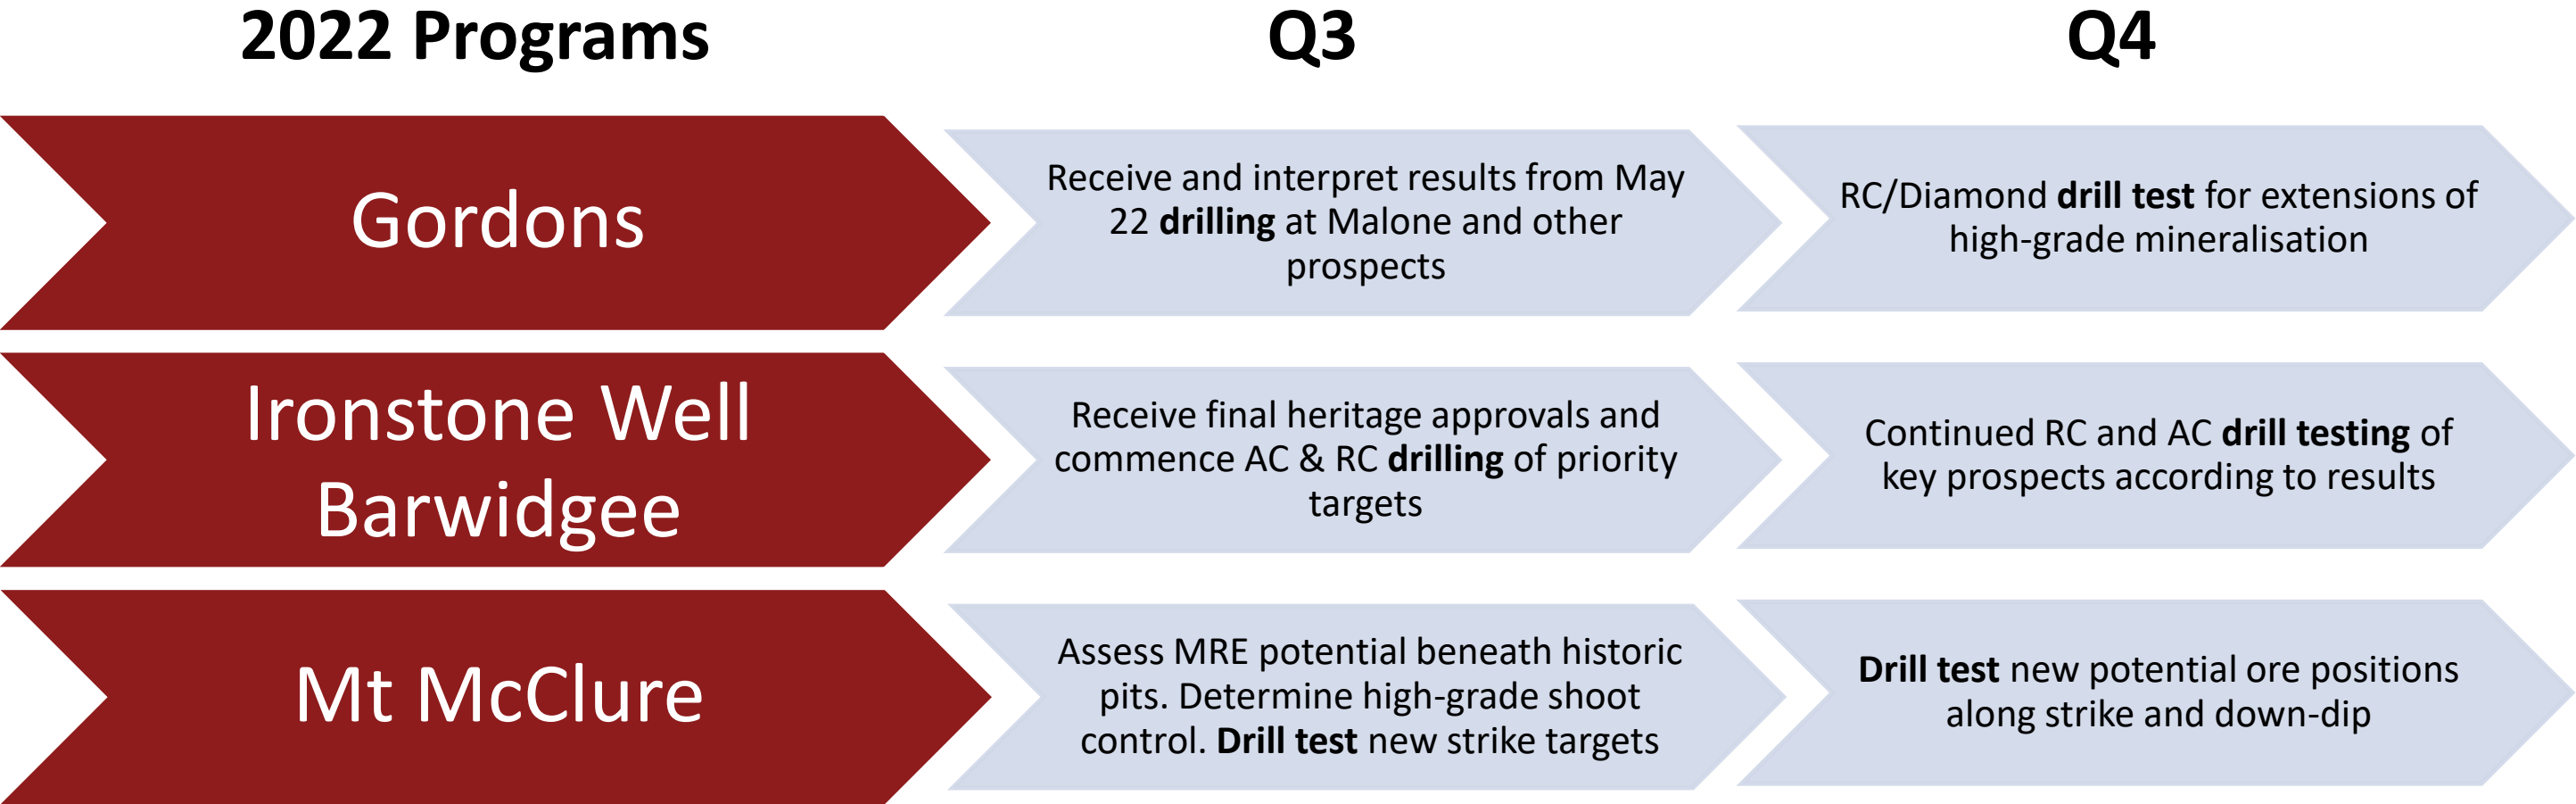 2022 Programs
Q3
Q4
Gordons
Receive and interpret results from May
22 drilling at Malone and other
prospects
RC/Diamond drill test for extensions of
high-grade mineralisation
Ironstone Well
Barwidgee
Receive final heritage approvals and
commence AC & RC drilling of priority
targets
Continued RC and AC drill testing of
key prospects according to results
Mt McClure
Assess MRE potential beneath historic
pits. Determine high-grade shoot
control. Drill test new strike targets
Drill test new potential ore positions
along strike and down-dip